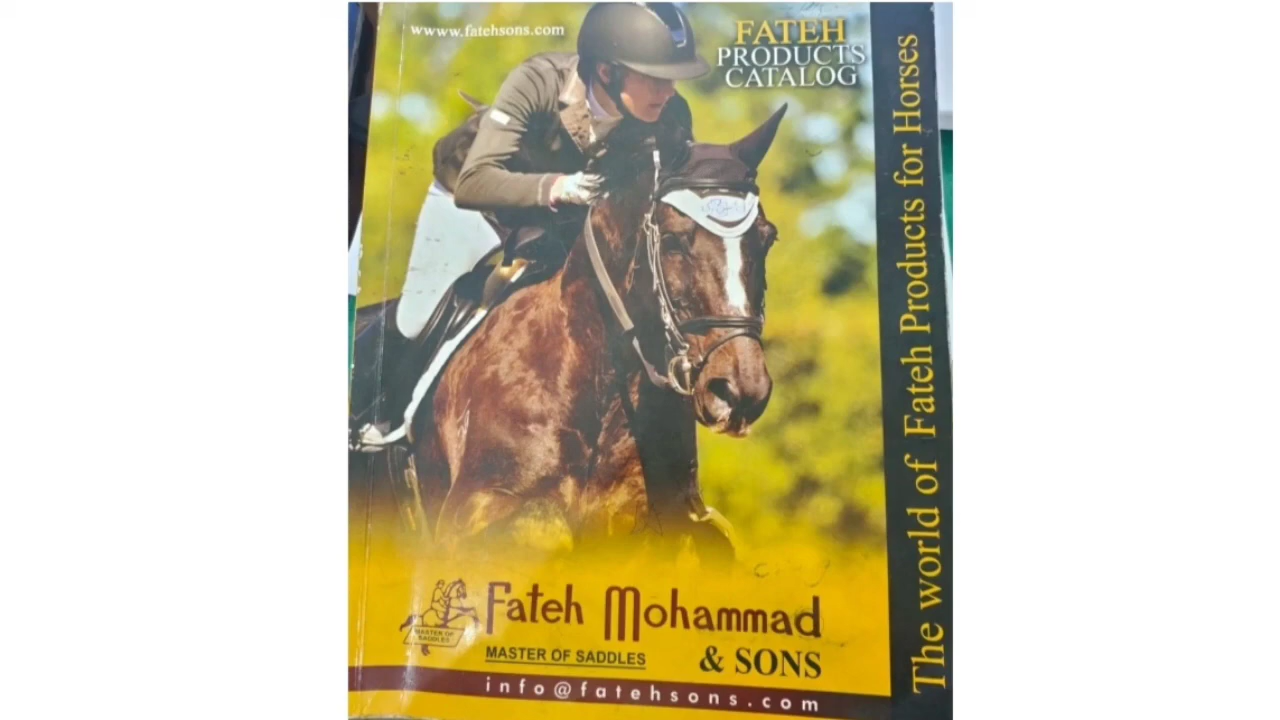 wwww.fatehsons.com
FATEH
PRODUCTS
CATALOG
The world of Fateh Products for Horses
MASTER OF
SADDLES
Fateh Mohammad
MASTER OF SADDLES
& SONS
info@fatehsons.com